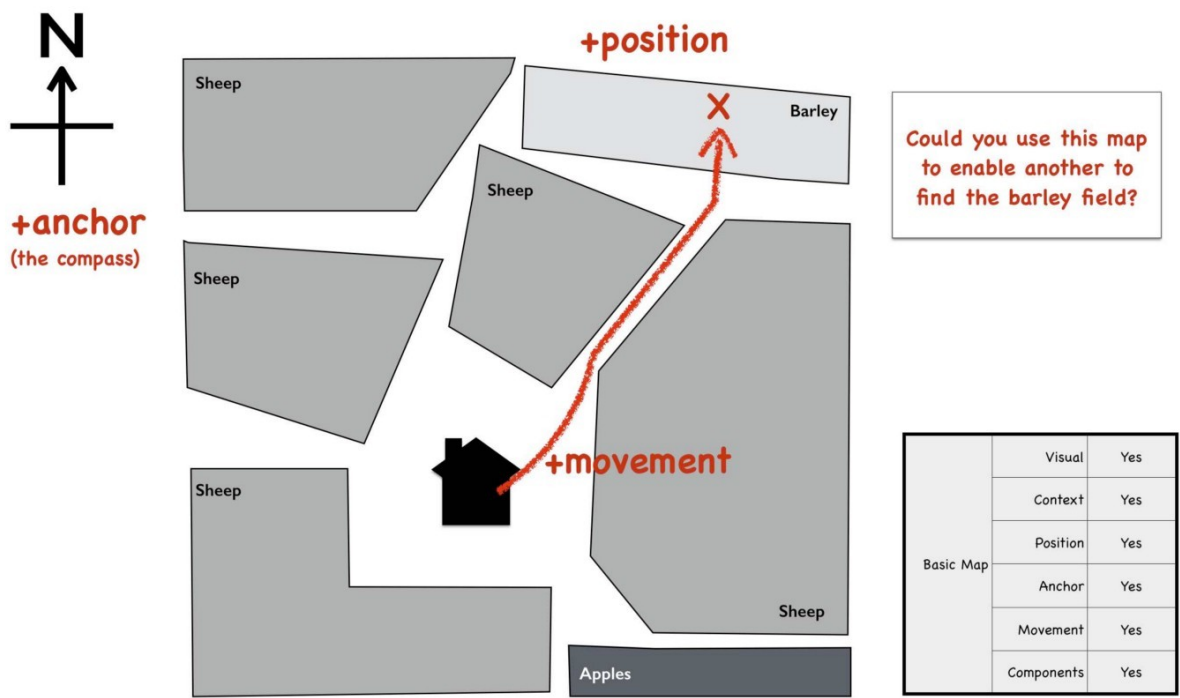 N
+position
Sheep
Barley
Could you use this map
to enable another to
find the barley field?
Sheep
+anchor
(the compass)
Sheep
+movement
Sheep
Sheep
Apples
Basic Map
Visual Yes
Context Yes
Position Yes
Anchor Yes
Movement Yes
Components Yes